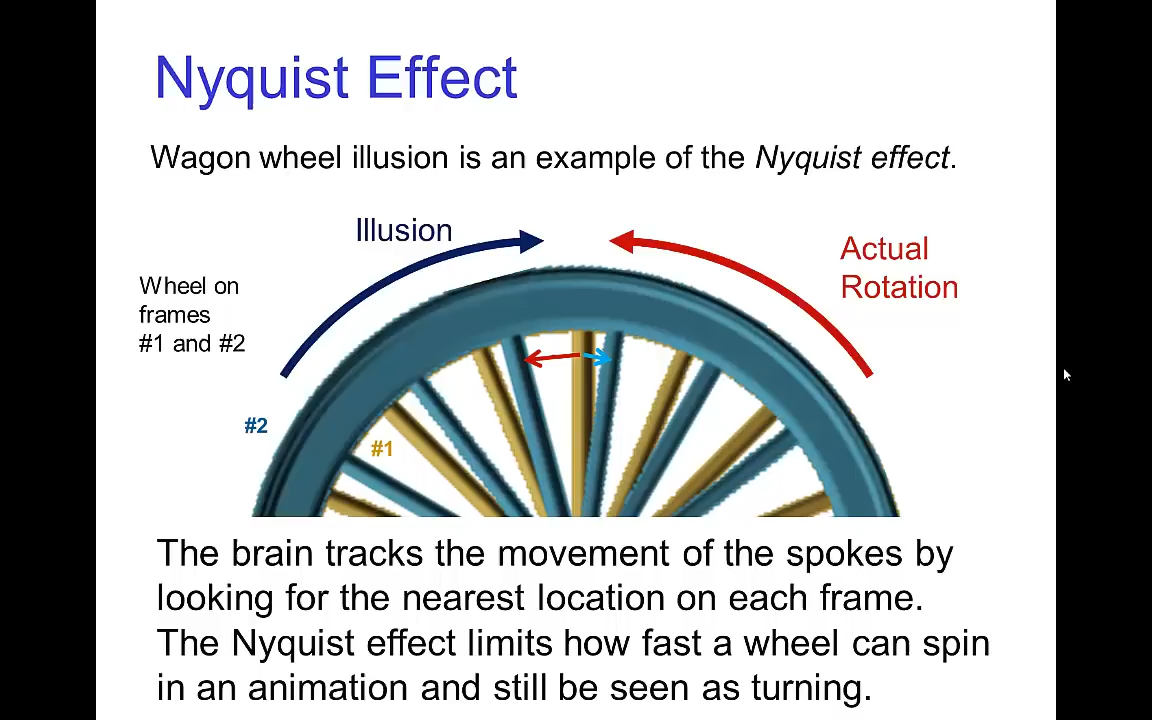 Nyquist Effect
Wagon wheel illusion is an example of the Nyquist effect.
Illusion
Actual
Rotation
Wheel on
frames
#1 and #2
#2
#1
The brain tracks the movement of the spokes by
looking for the nearest location on each frame.
The Nyquist effect limits how fast a wheel can spin
in an animation and still be seen as turning.